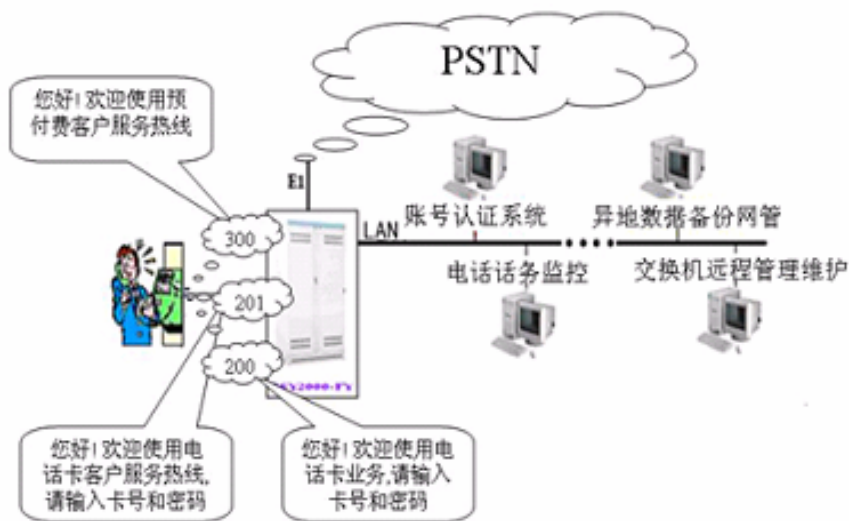 PSTN
您好!欢迎使用预
付费客户服务热线
E1
300
LAN
账号认证系统
异地数据备份网管
电话话务监控
交换机远程管理维护
201
200
您好!欢迎使用电
话卡客户服务热线,
请输入卡号和密码
您好!欢迎使用电
话卡业务,请输入
卡号和密码